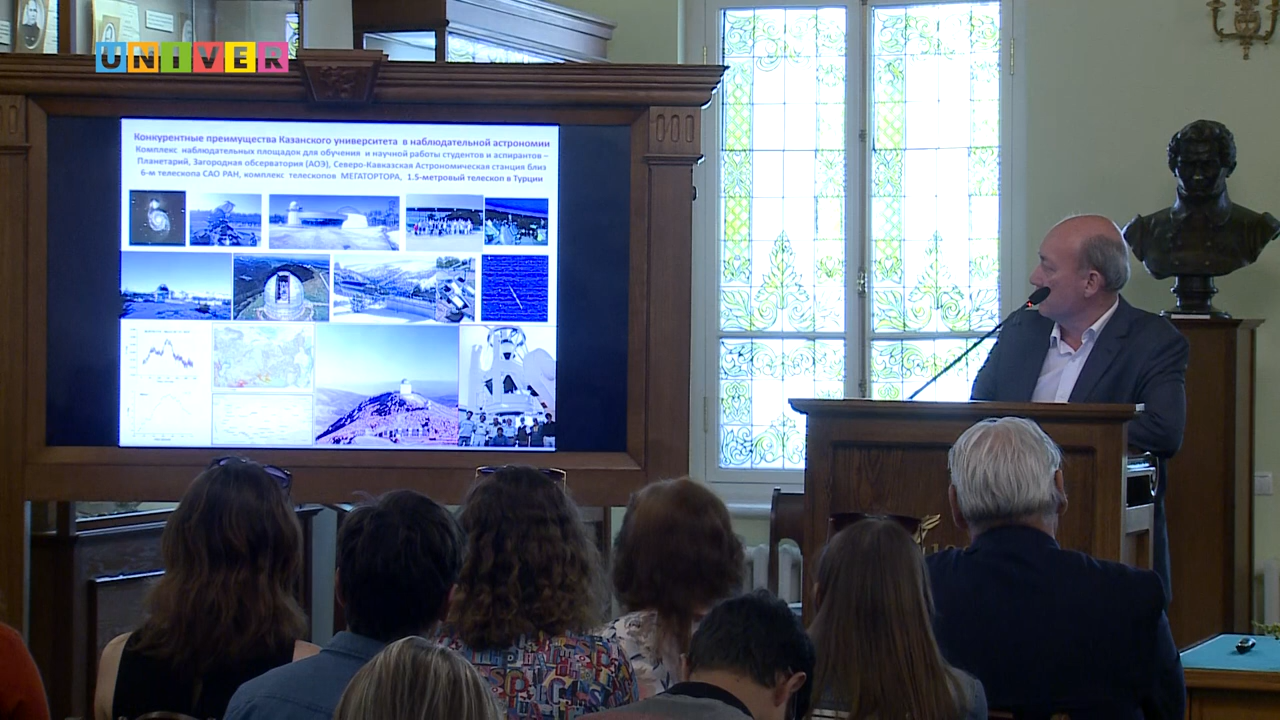 UNIVER
Конкурентные преимущества Казанского университета в наблюдательной астрономии
Комплекс наблюдательных площадок для обучения и научной работы студентов и аспирантов –
Планетарий, Загородная обсерватория (АОЭ), Северо-Кавказская Астрономическая станция близ
6-м телескопа САО РАН, комплекс телескопов МЕГАТОРТОРА, 1.5-метровый телескоп в Турции